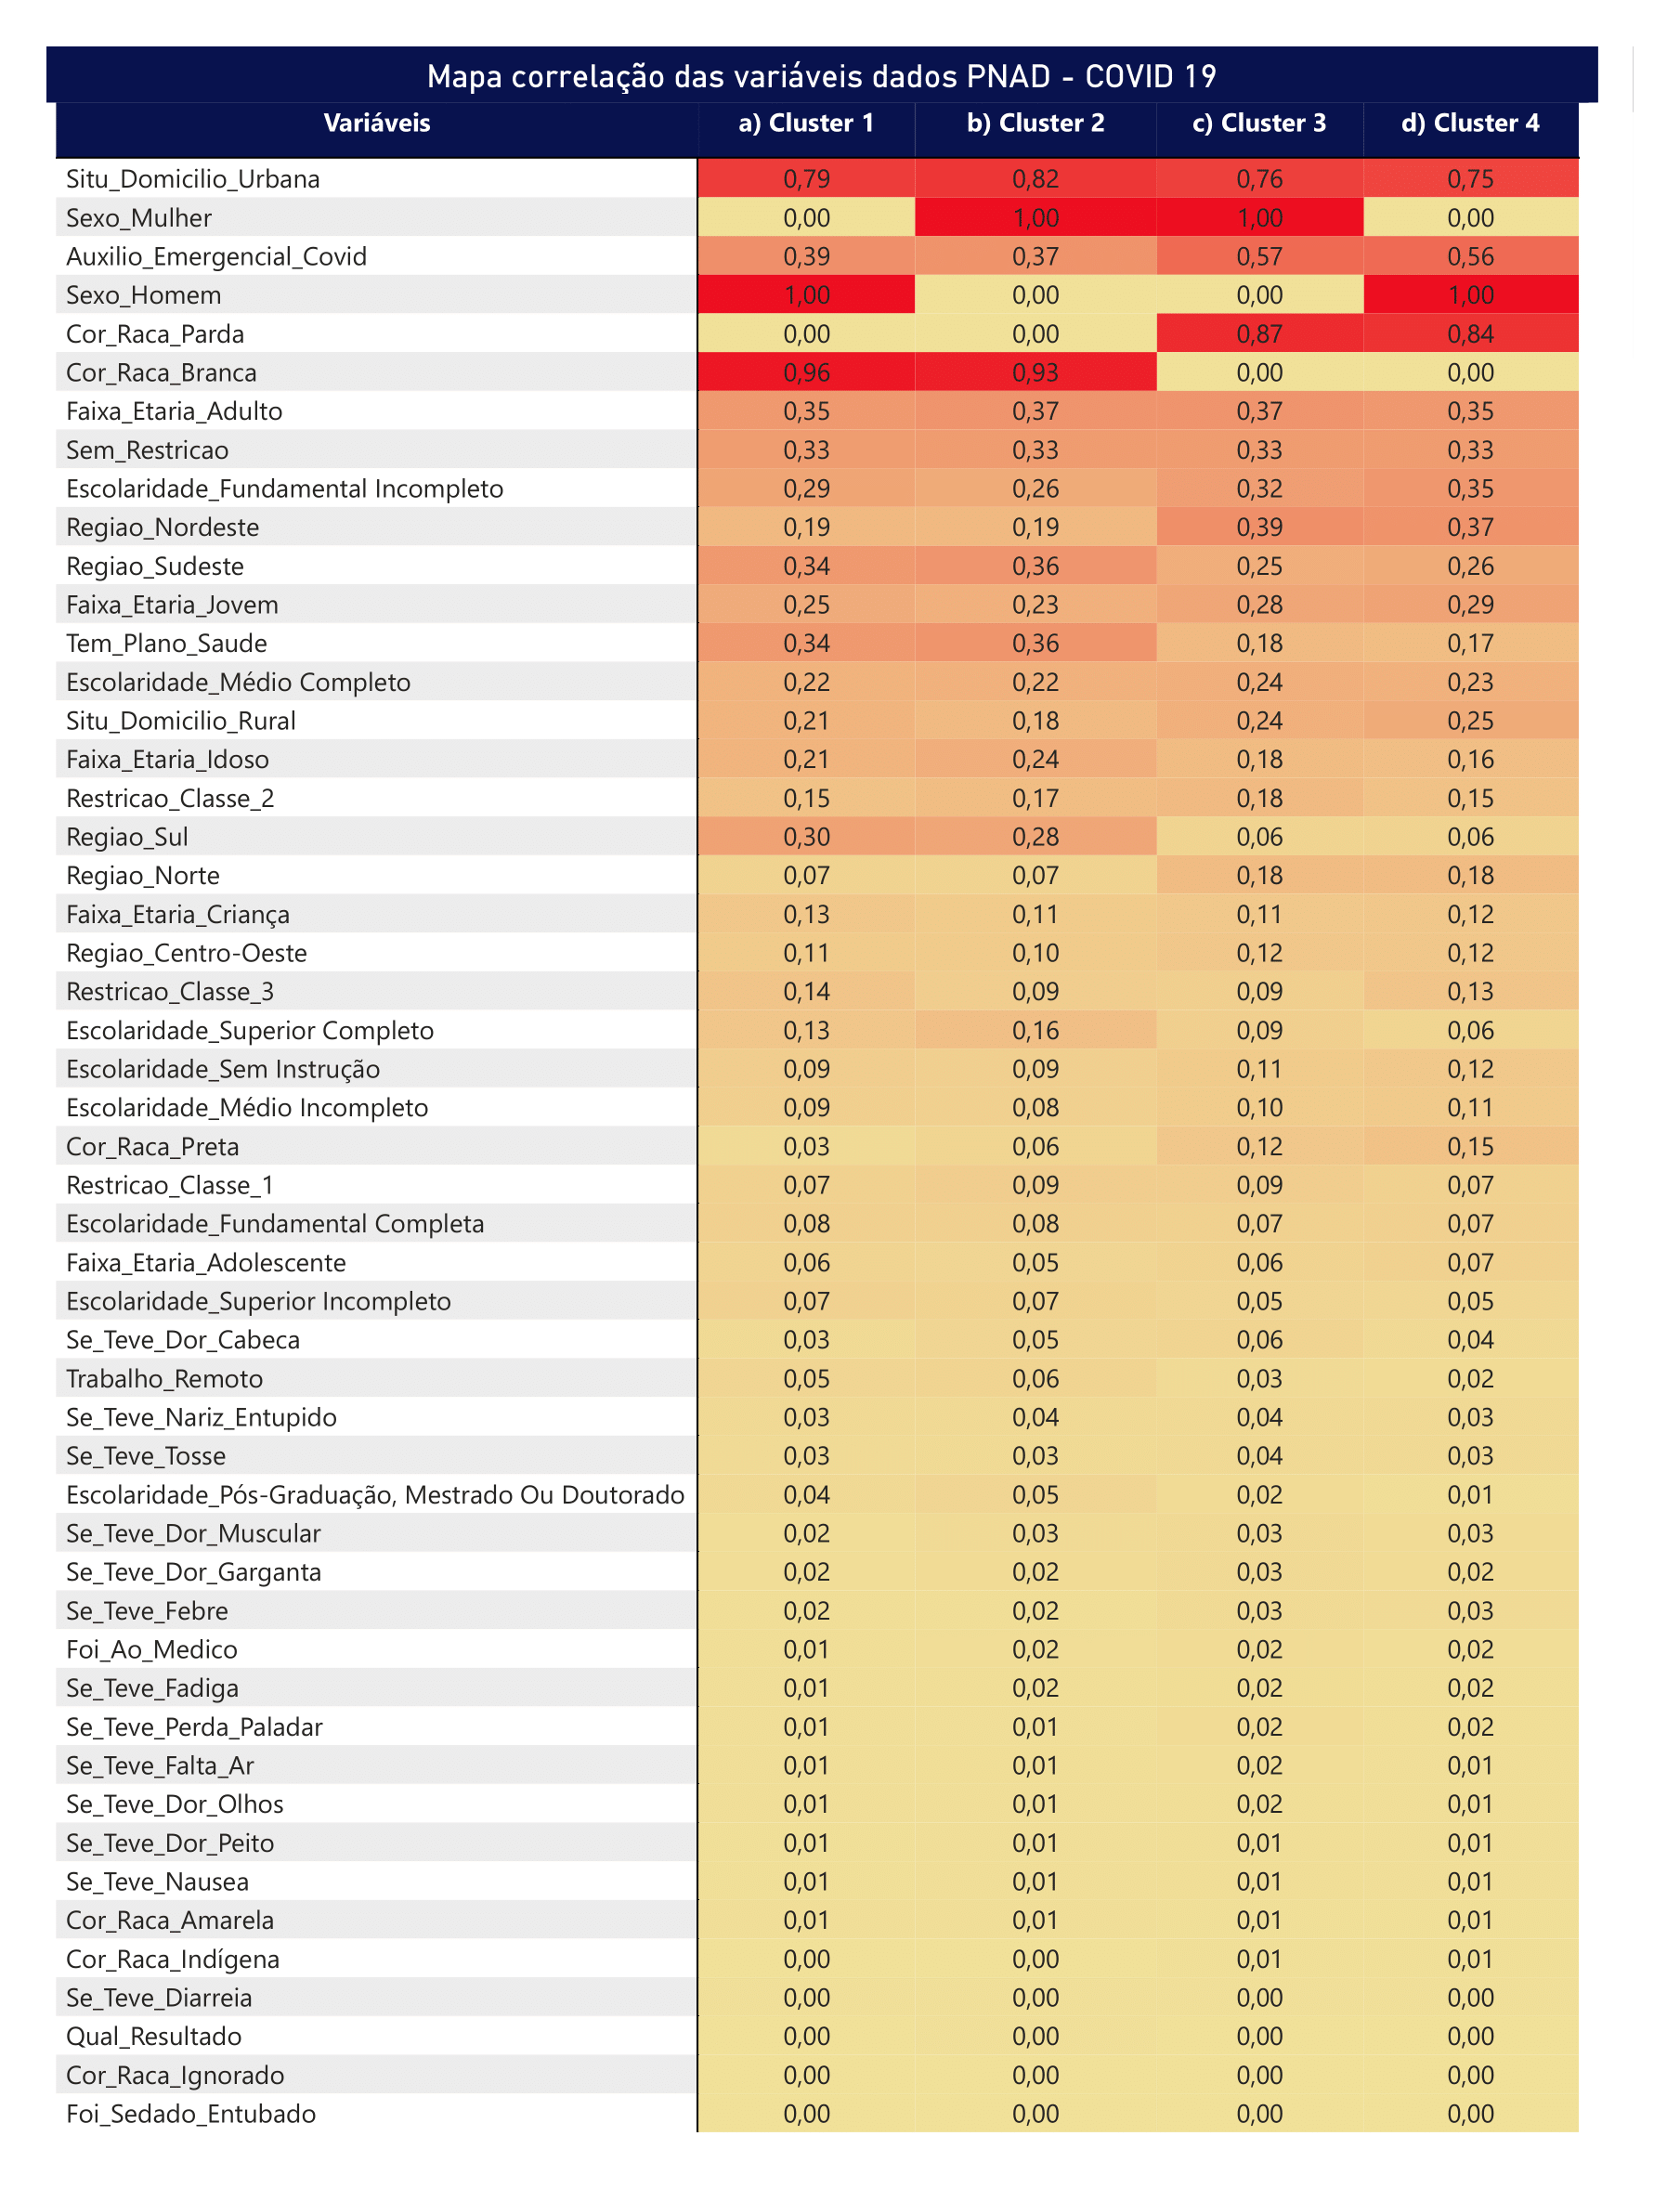 Mapa correlação das variáveis dados PNAD - COVID 19
Variáveis a) Cluster 1 b) Cluster 2 c) Cluster 3 d) Cluster 4
Situ_Domicilio_Urbana 0,79 0,82 0,76 0,75
Sexo_Mulher 0,00 1,00 1,00 0,00
Auxilio_Emergencial_Covid 0,39 0,37 0,57 0,56
Sexo_Homem 1,00 0,00 0,00 1,00
Cor_Raca_Parda 0,00 0,00 0,87 0,84
Cor_Raca_Branca 0,96 0,93 0,00 0,00
Faixa_Etaria_Adulto 0,35 0,37 0,37 0,35
Sem_Restricao 0,33 0,33 0,33 0,33
Escolaridade_Fundamental Incompleto 0,29 0,26 0,32 0,35
Regiao_Nordeste 0,19 0,19 0,39 0,37
Regiao_Sudeste 0,34 0,36 0,25 0,26
Faixa_Etaria_Jovem 0,25 0,23 0,28 0,29
Tem_Plano_Saude 0,34 0,36 0,18 0,17
Escolaridade_Médio Completo 0,22 0,22 0,24 0,23
Situ_Domicilio_Rural 0,21 0,18 0,24 0,25
Faixa_Etaria_Idoso 0,21 0,24 0,18 0,16
Restricao_Classe_2 0,15 0,17 0,18 0,15
Regiao_Sul 0,30 0,28 0,06 0,06
Regiao_Norte 0,07 0,07 0,18 0,18
Faixa_Etaria_Criança 0,13 0,11 0,11 0,12
Regiao_Centro-Oeste 0,11 0,10 0,12 0,12
Restricao_Classe_3 0,14 0,09 0,09 0,13
Escolaridade_Superior Completo 0,13 0,16 0,09 0,06
Escolaridade_Sem Instrução 0,09 0,09 0,11 0,12
Escolaridade_Médio Incompleto 0,09 0,08 0,10 0,11
Cor_Raca_Preta 0,03 0,06 0,12 0,15
Restricao_Classe_1 0,07 0,09 0,09 0,07
Escolaridade_Fundamental Completa 0,08 0,08 0,07 0,07
Faixa_Etaria_Adolescente 0,06 0,05 0,06 0,07
Escolaridade_Superior Incompleto 0,07 0,07 0,05 0,05
Se_Teve_Dor_Cabeca 0,03 0,05 0,06 0,04
Trabalho_Remoto 0,05 0,06 0,03 0,02
Se_Teve_Nariz_Entupido 0,03 0,04 0,04 0,03
Se_Teve_Tosse 0,03 0,03 0,04 0,03
Escolaridade_Pós-Graduação, Mestrado Ou Doutorado 0,04 0,05 0,02 0,01
Se_Teve_Dor_Muscular 0,02 0,03 0,03 0,03
Se_Teve_Dor_Garganta 0,02 0,02 0,03 0,02
Se_Teve_Febre 0,02 0,02 0,03 0,03
Foi_Ao_Medico 0,01 0,02 0,02 0,02
Se_Teve_Fadiga 0,01 0,02 0,02 0,02
Se_Teve_Perda_Paladar 0,01 0,01 0,02 0,02
Se_Teve_Falta_Ar 0,01 0,01 0,02 0,01
Se_Teve_Dor_Olhos 0,01 0,01 0,02 0,01
Se_Teve_Dor_Peito 0,01 0,01 0,01 0,01
Se_Teve_Nausea 0,01 0,01 0,01 0,01
Cor_Raca_Amarela 0,01 0,01 0,01 0,01
Cor_Raca_Indígena 0,00 0,00 0,01 0,01
Se_Teve_Diarreia 0,00 0,00 0,00 0,00
Qual_Resultado 0,00 0,00 0,00 0,00
Cor_Raca_Ignorado 0,00 0,00 0,00 0,00
Foi_Sedado_Entubado 0,00 0,00 0,00 0,00